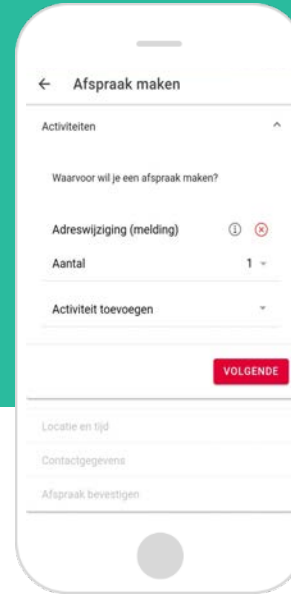 Afspraak maken
Activiteiten
Waarvoor wil je een afspraak maken?
Adreswijziging (melding)
Aantal 1
Activiteit toevoegen
VOLGENDE
Locatie en tijd
Contactgegevens
Afspraak bevestigen